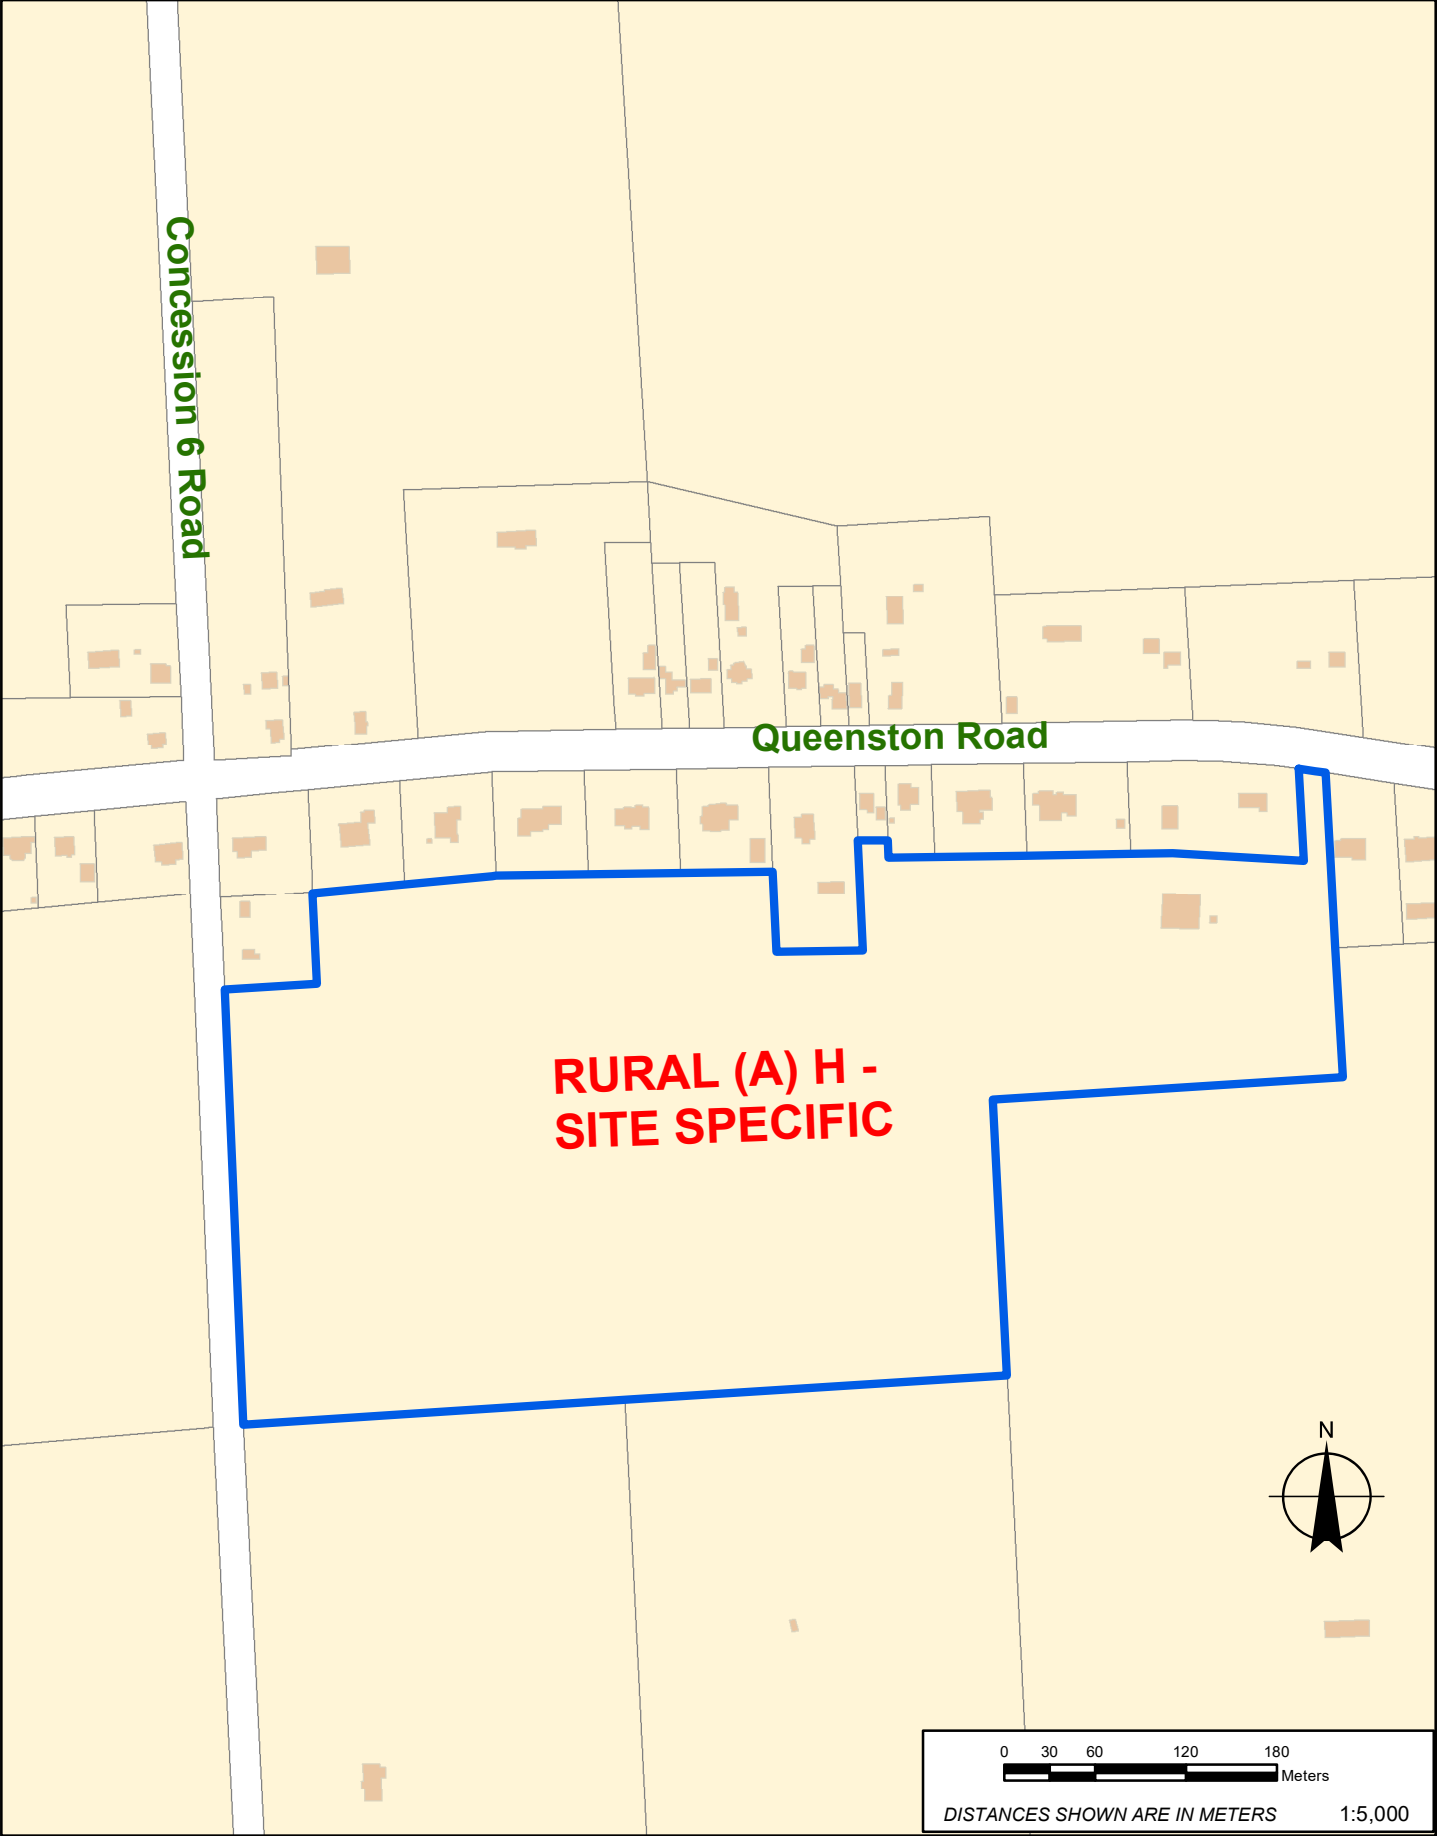 Concession 6 Road
Queenston Road
RURAL (A) H -
SITE SPECIFIC
N
0 30 60 120 180
Meters
DISTANCES SHOWN ARE IN METERS 1:5,000